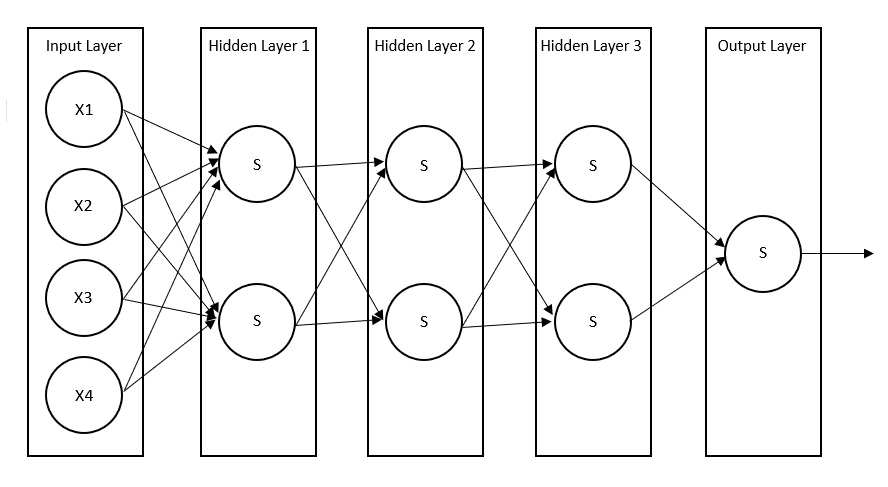 Input Layer
Hidden Layer 1
Hidden Layer 2
Hidden Layer 3
Output Layer
X1
X2
X3
X4
S
S
S
S
S
S
S